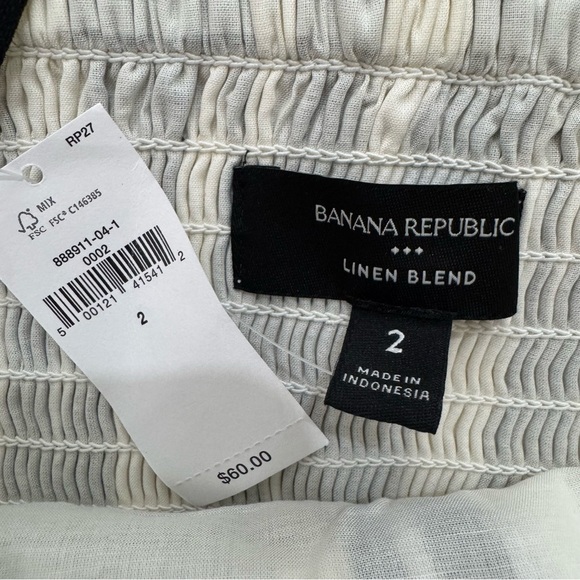 RP27
MIX
FSC FSC® C146385
888911-04-1
0002
5 00121 41541 2
2
$60.00
BANANA REPUBLIC
LINEN BLEND
2
MADE IN
INDONESIA